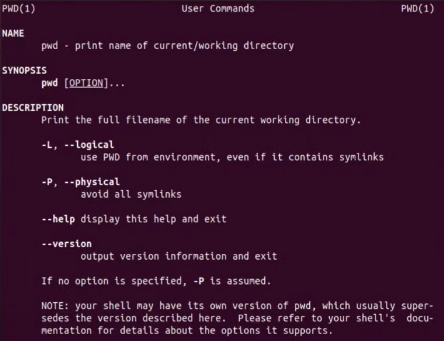 PWD(1) User Commands PWD(1)
NAME
pwd - print name of current/working directory
SYNOPSIS
pwd [OPTION]...
DESCRIPTION
Print the full filename of the current working directory.
-L, --logical
use PWD from environment, even if it contains symlinks
-P, --physical
avoid all symlinks
--help display this help and exit
--version
output version information and exit
If no option is specified, -P is assumed.
NOTE: your shell may have its own version of pwd, which usually super-
sedes the version described here. Please refer to your shell's docu-
mentation for details about the options it supports.